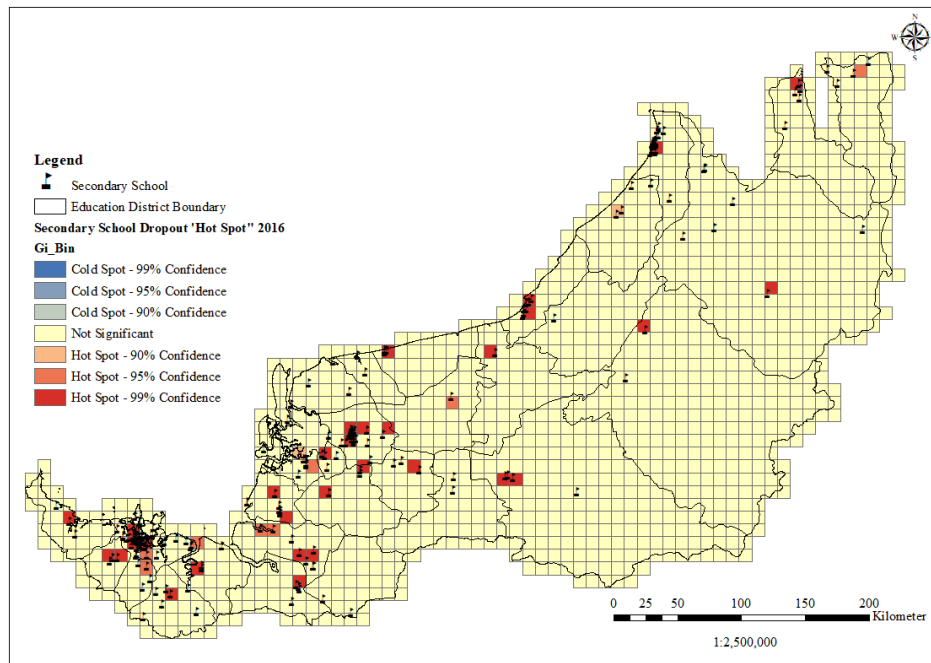 N
W
S
Legend
Secondary School
Education District Boundary
Secondary School Dropout 'Hot Spot" 2016
Gi_Bin
Cold Spot - 99% Confidence
Cold Spot - 95% Confidence
Cold Spot - 90% Confidence
Not Significant
Hot Spot - 90% Confidence
Hot Spot - 95% Confidence
Hot Spot - 99% Confidence
0 25 50 100 150 200
Kilometer
1:2,500,000